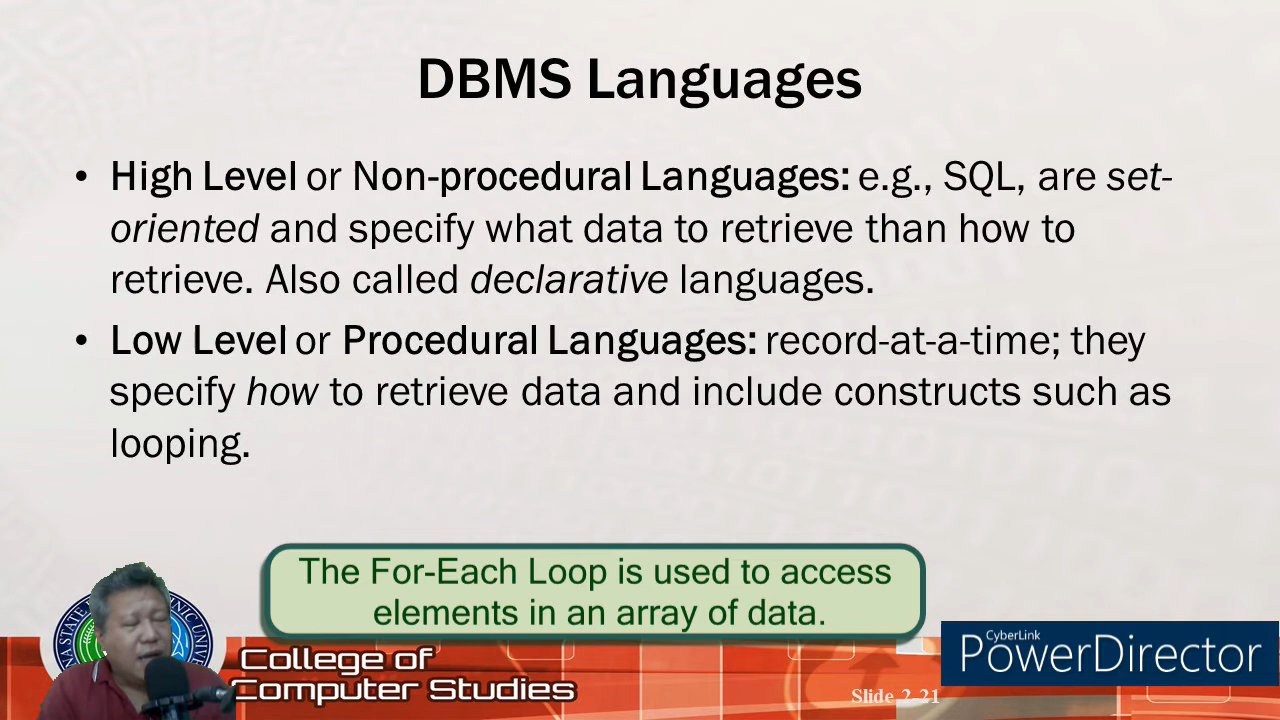 DBMS Languages
• High Level or Non-procedural Languages: e.g., SQL, are set-
oriented and specify what data to retrieve than how to
retrieve. Also called declarative languages.
• Low Level or Procedural Languages: record-at-a-time; they
specify how to retrieve data and include constructs such as
looping.
The For-Each Loop is used to access
elements in an array of data.
College of
Computer Studies
CyberLink
PowerDirector
Slide 2-21